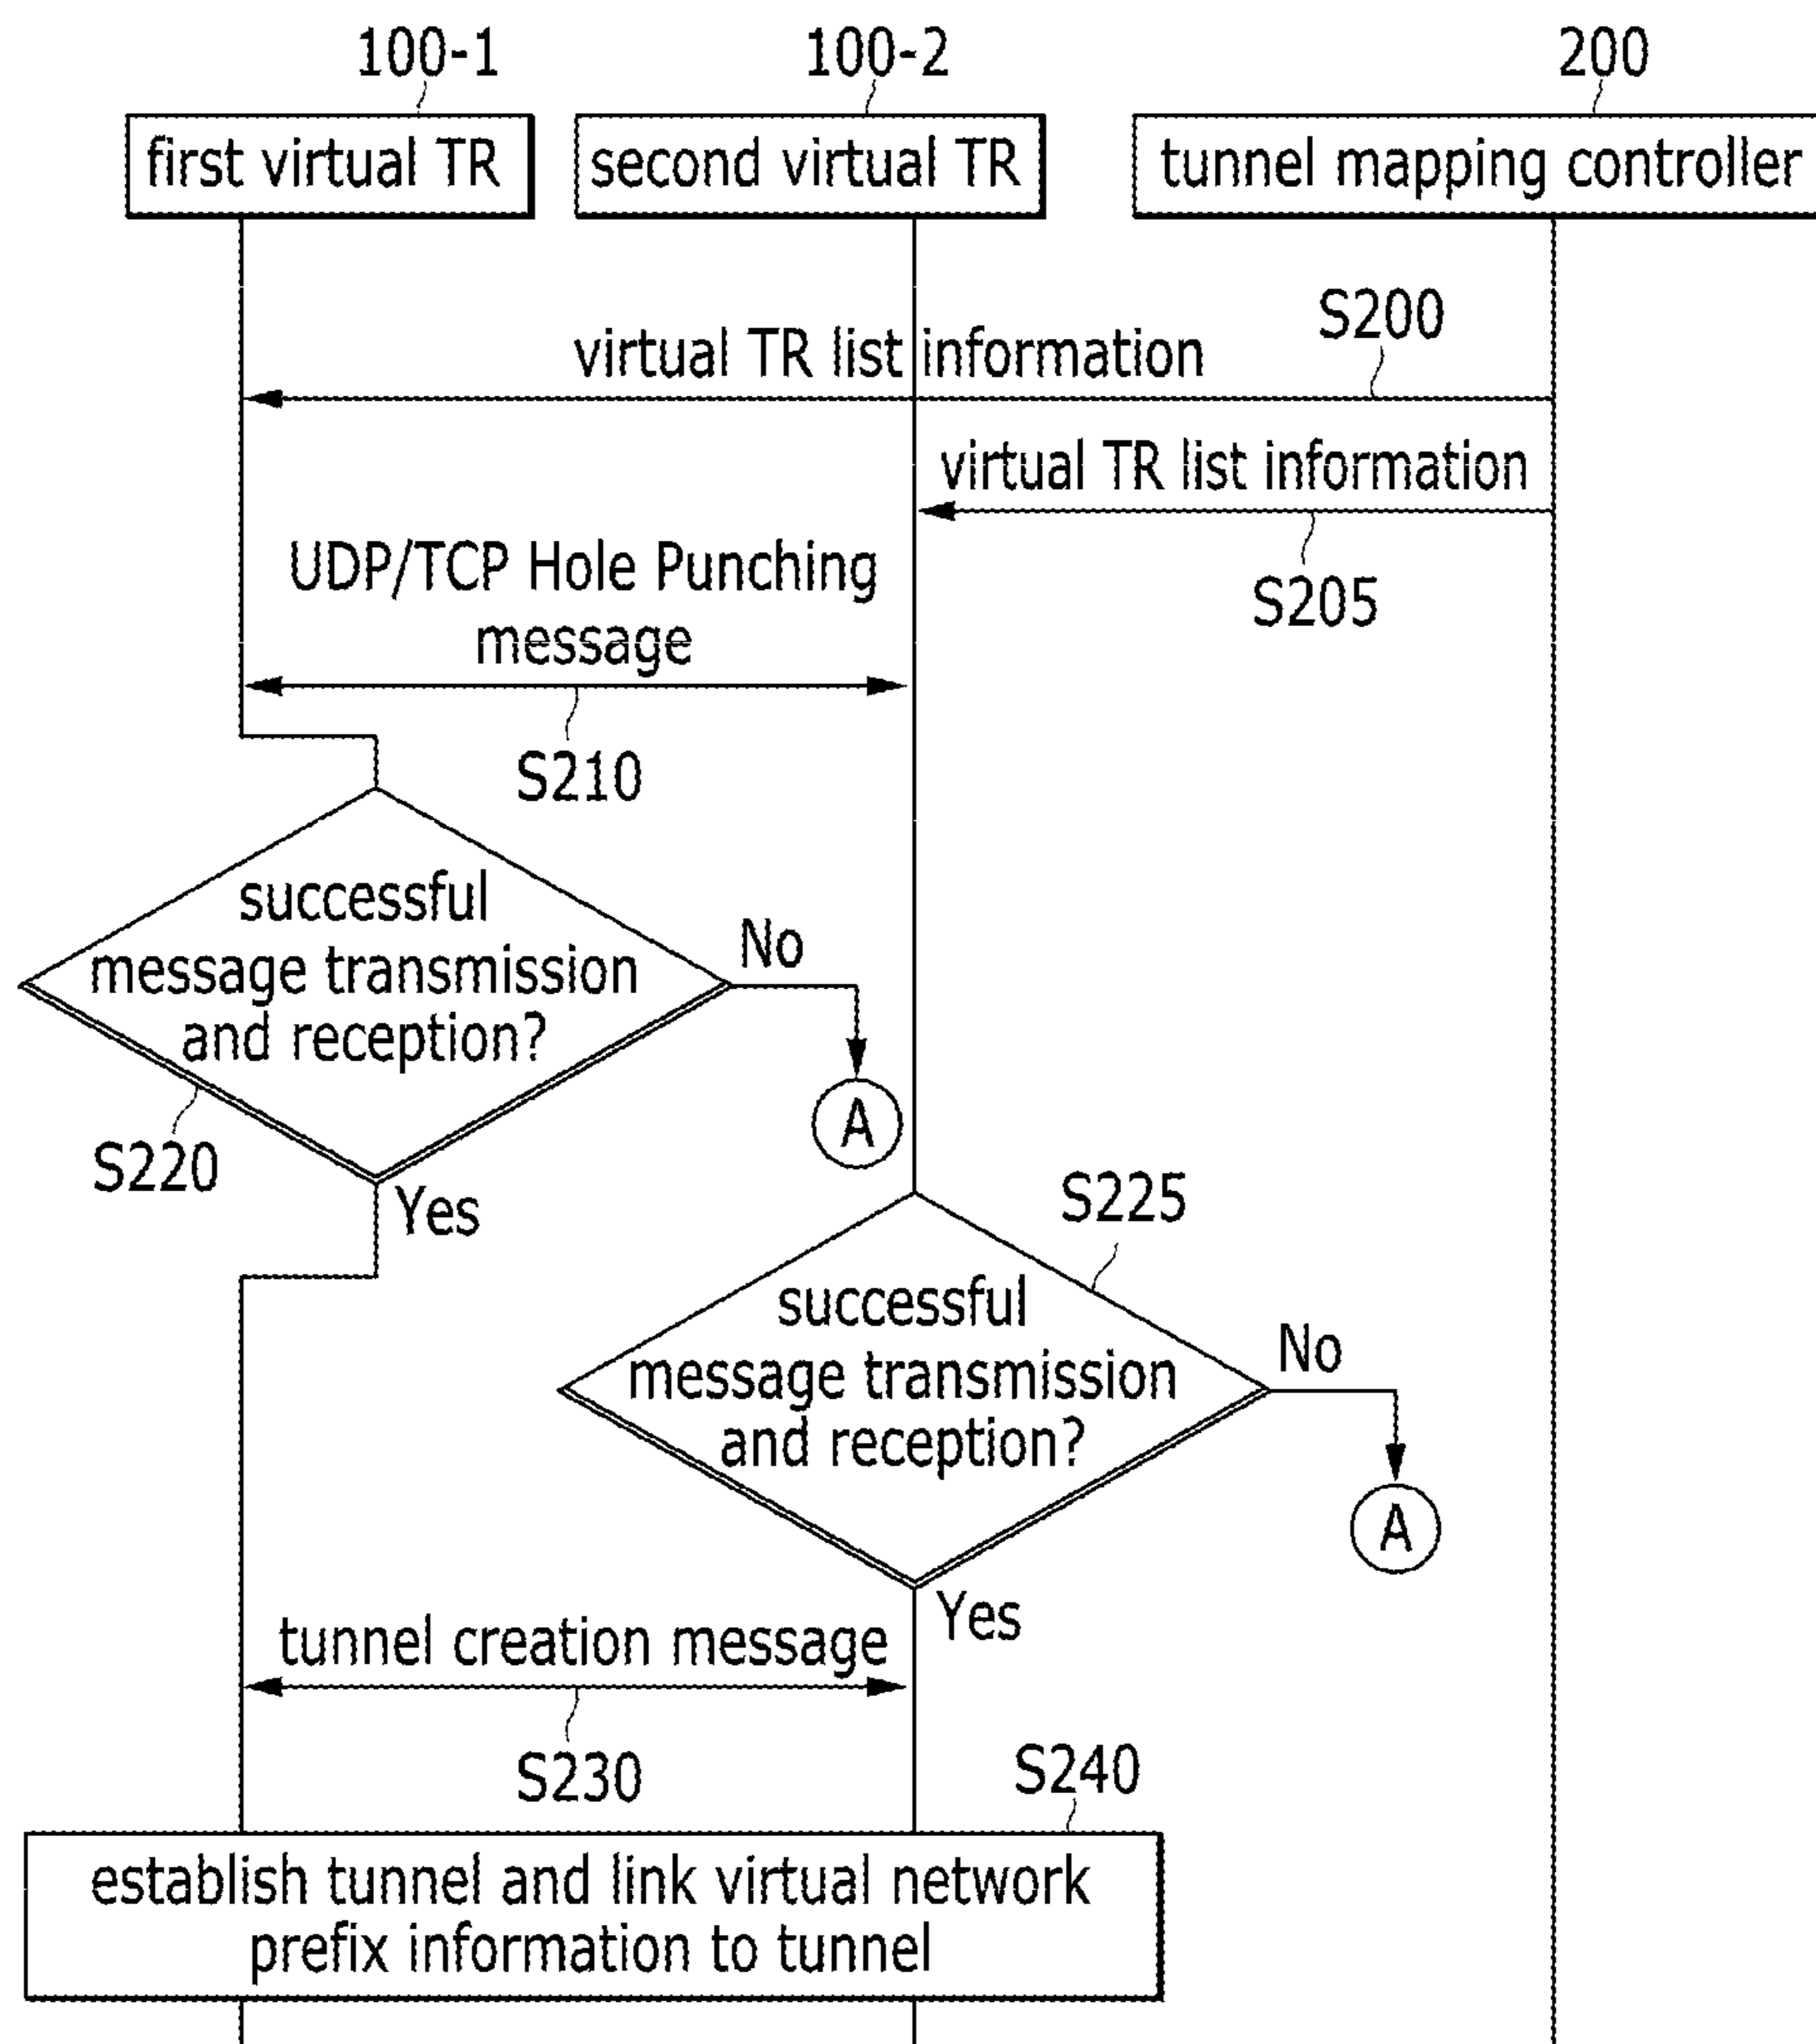 100-1
100-2
200
first virtual TR
second virtual TR
tunnel mapping controller
S200
virtual TR list information
virtual TR list information
S205
UDP/TCP Hole Punching
message
S210
successful
message transmission
and reception?
No
A
S220
Yes
S225
successful
message transmission
and reception?
No
A
Yes
tunnel creation message
S230
S240
establish tunnel and link virtual network
prefix information to tunnel